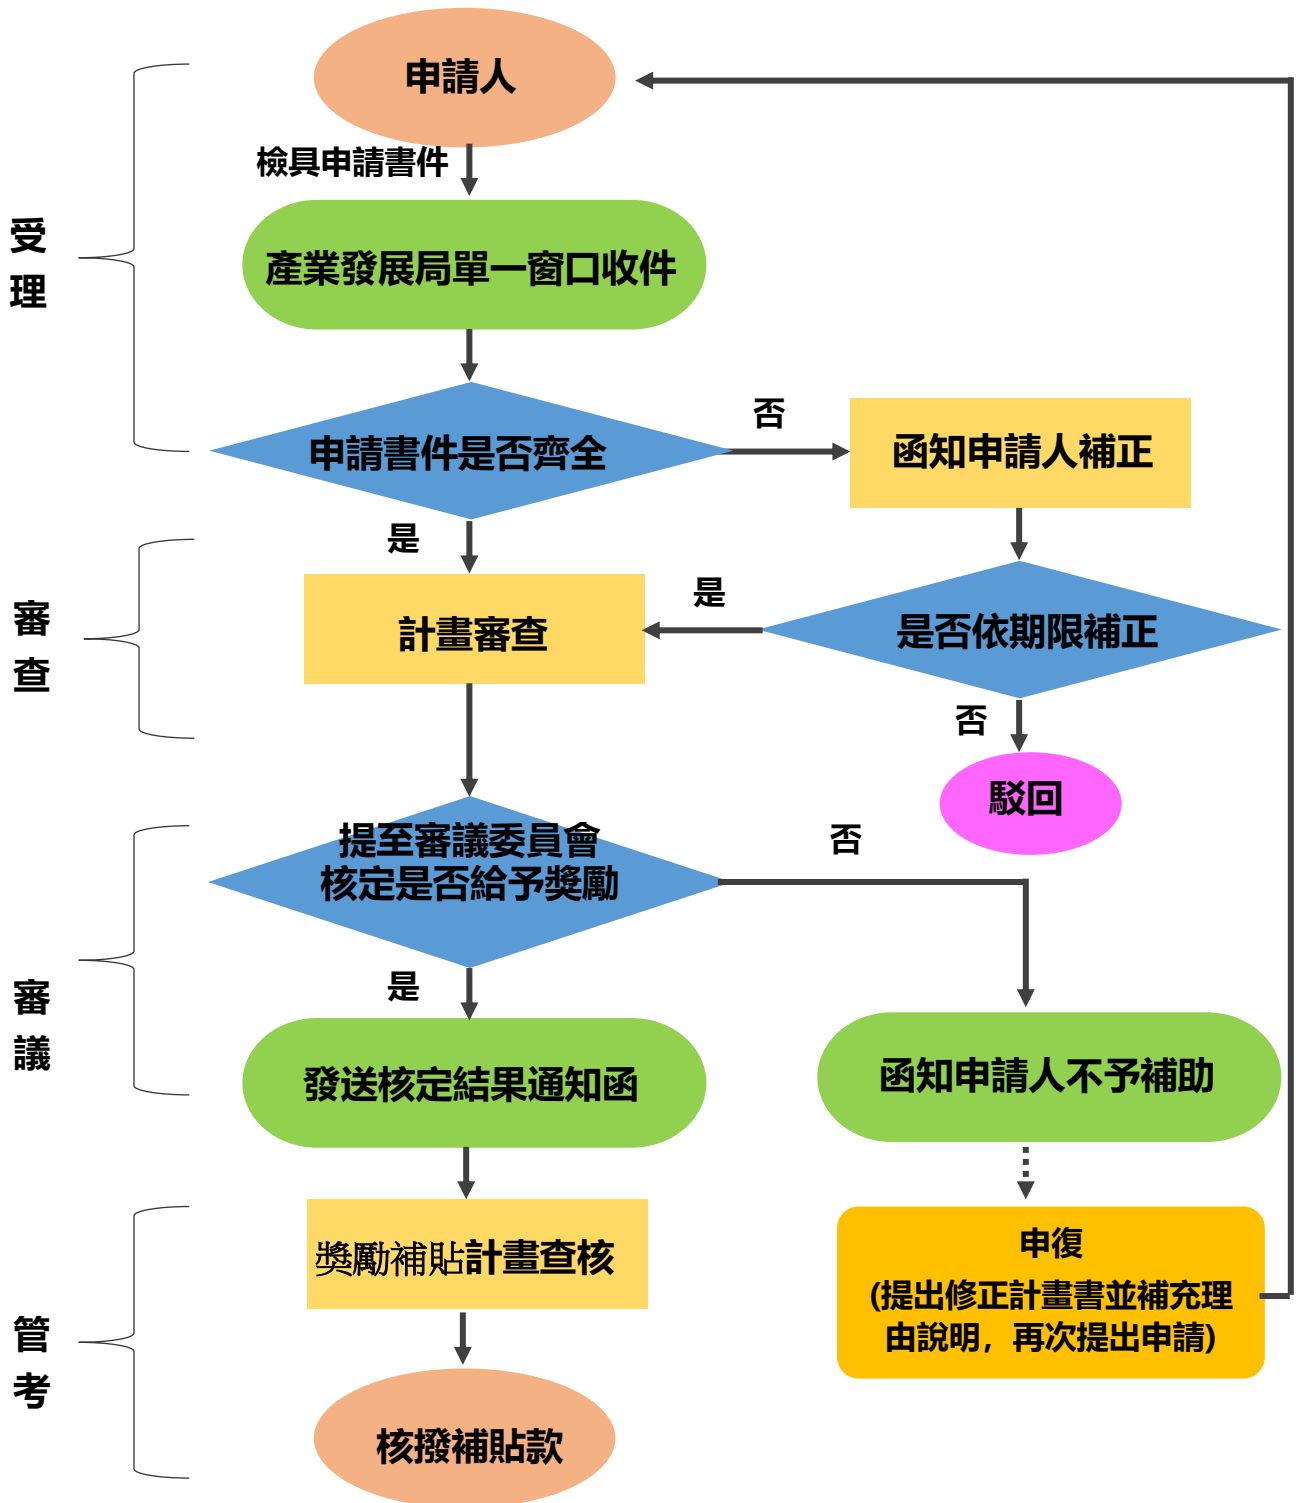 申請人
檢具申請書件
受
理
產業發展局單一窗口收件
否
申請書件是否齊全
函知申請人補正
是
審
查
計畫審查
是
是否依期限補正
否
駁回
提至審議委員會
核定是否給予獎勵
否
是
審
議
發送核定結果通知函
函知申請人不予補助
獎勵補貼計畫查核
申復
(提出修正計畫書並補充理
由說明，再次提出申請)
管
考
核撥補貼款